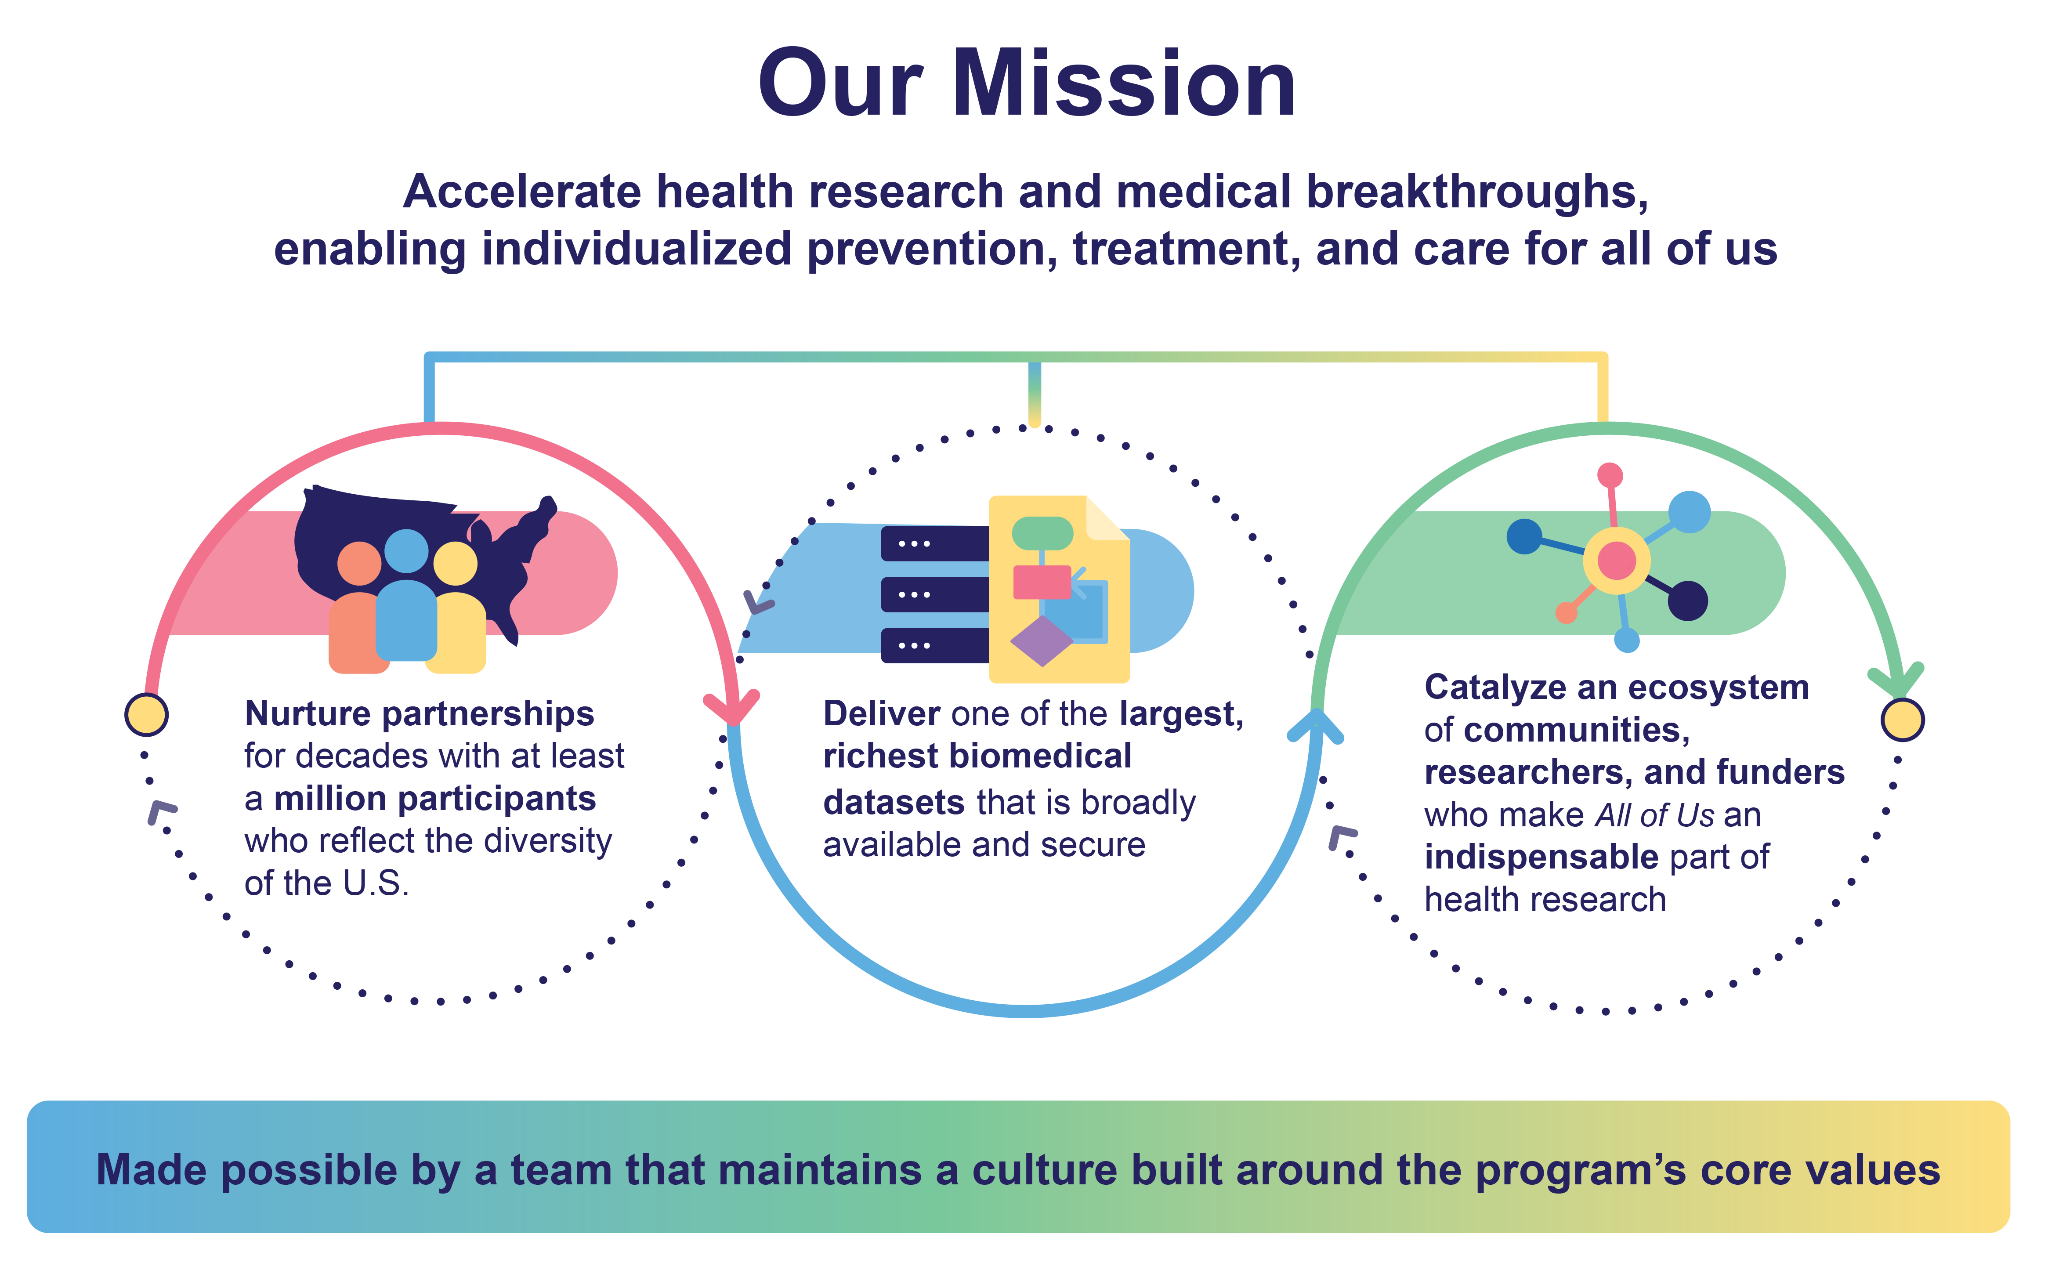 Our Mission
Accelerate health research and medical breakthroughs,
enabling individualized prevention, treatment, and care for all of us
Nurture partnerships
for decades with at least
a million participants
who reflect the diversity
of the U.S.
Deliver one of the largest,
richest biomedical
datasets that is broadly
available and secure
Catalyze an ecosystem
of communities,
researchers, and funders
who make All of Us an
indispensable part of
health research
Made possible by a team that maintains a culture built around the program’s core values